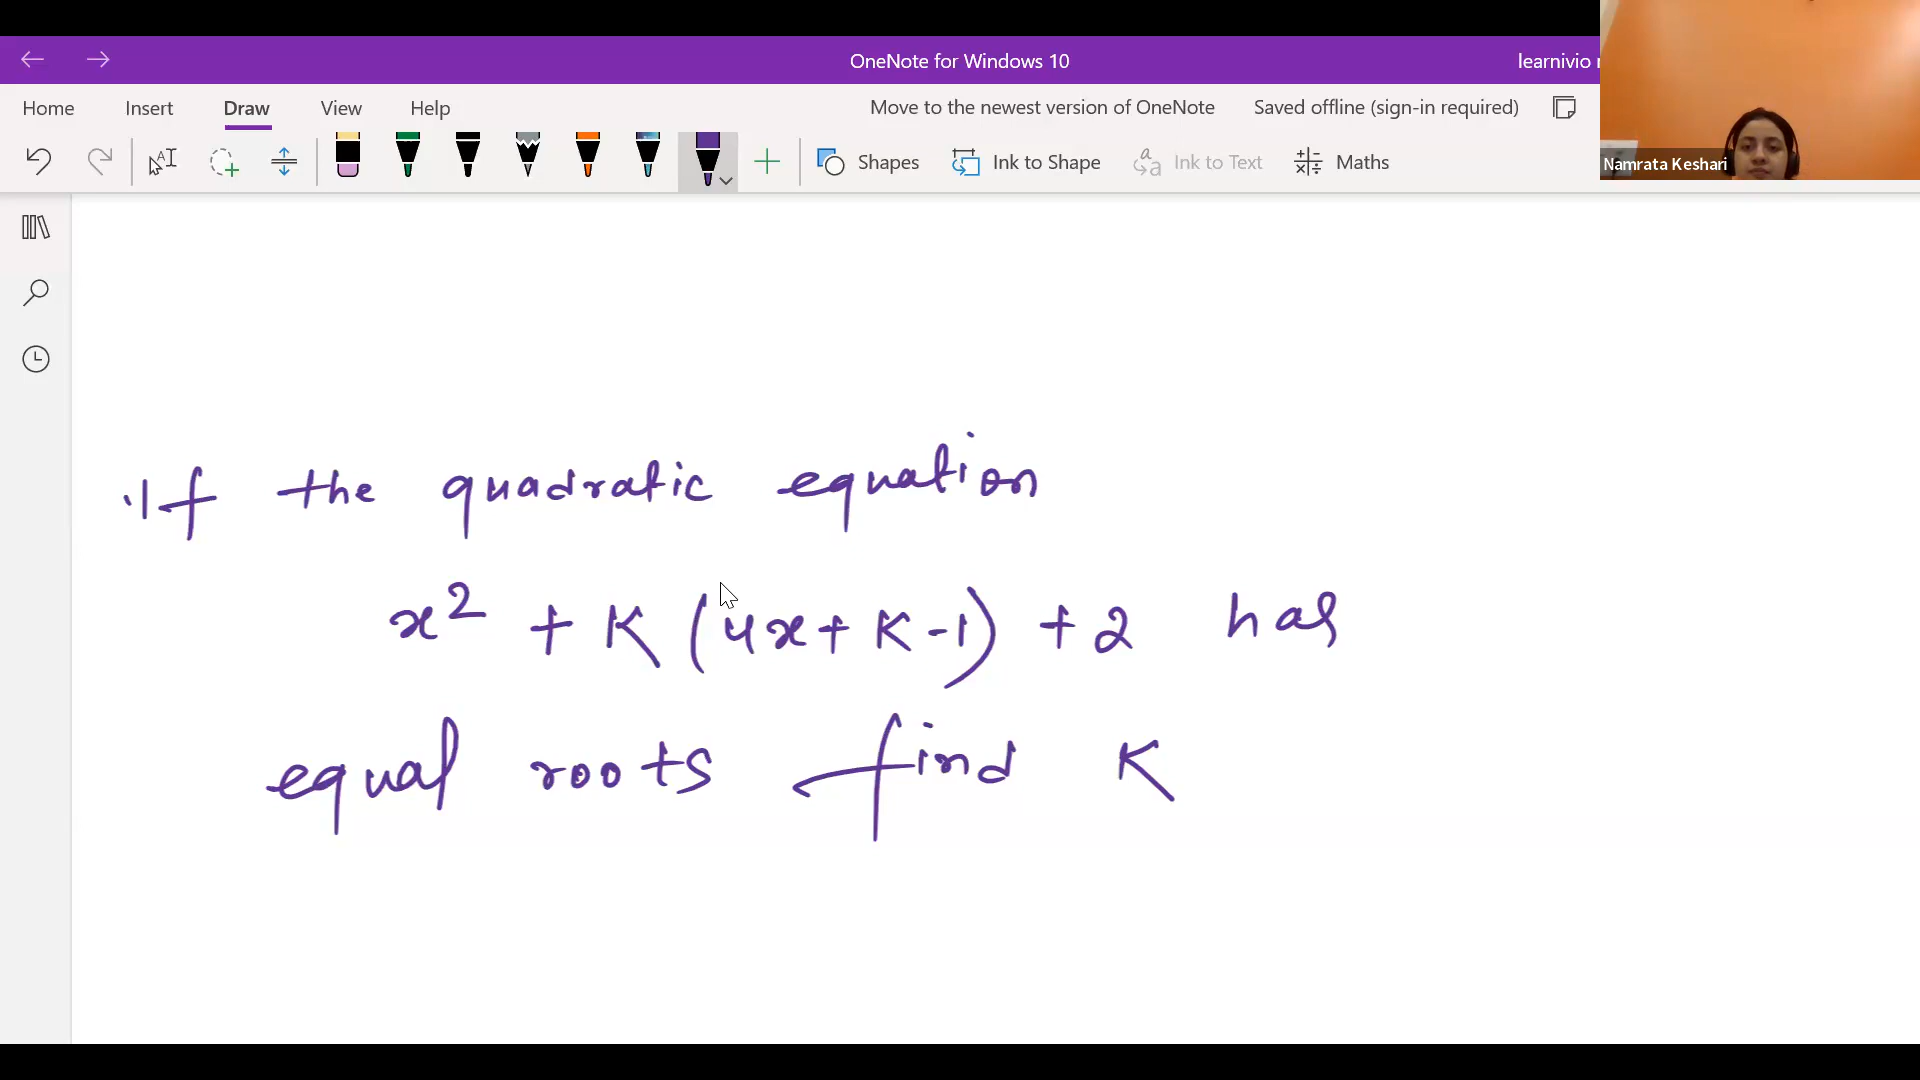 OneNote for Windows 10
learnivio
Home Insert Draw View Help Move to the newest version of OneNote Saved offline (sign-in required)
Shapes Ink to Shape Ink to Text Maths
Namrata Keshari
If the quadratic equation
x² + K (4x + K - 1) + 2 has
equal roots find K